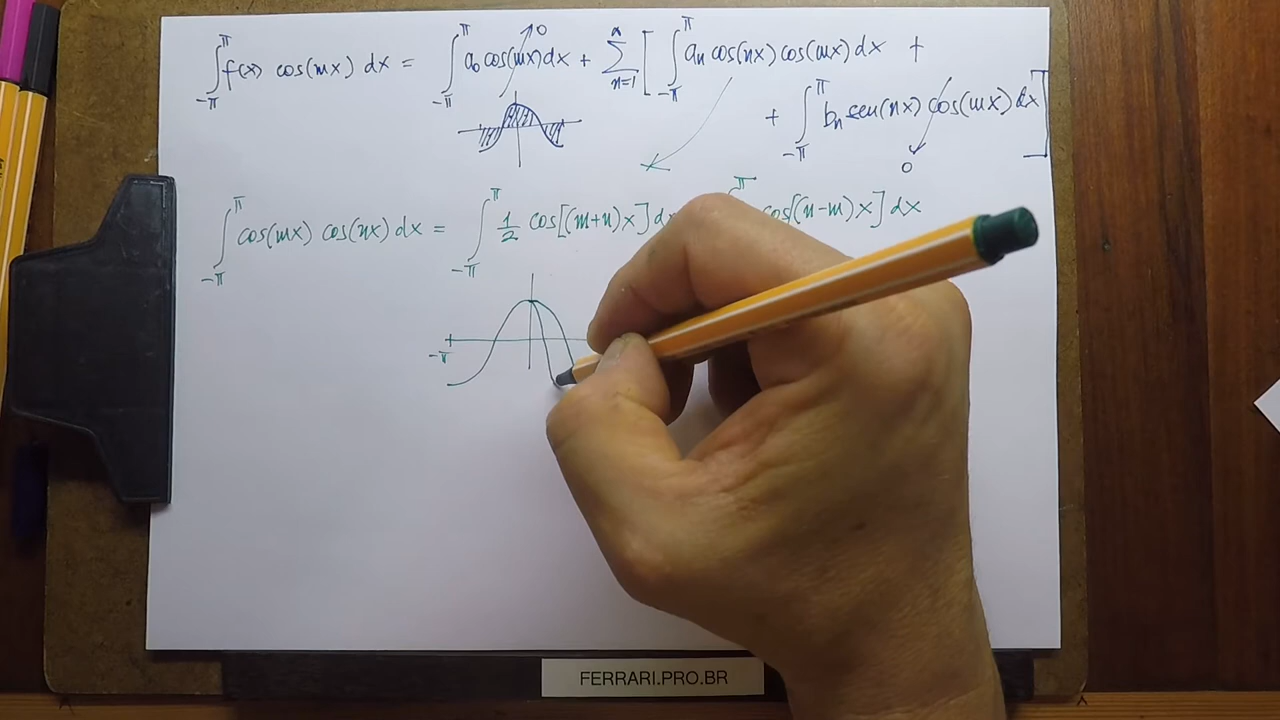 ∫_{-π}^{π} f(x) cos(mx) dx = ∫_{-π}^{π} a₀ cos(mx) dx + ∑_{n=1}^{∞} [ ∫_{-π}^{π} aₙ cos(nx) cos(mx) dx +
0
+ ∫_{-π}^{π} bₙ sen(nx) cos(mx) dx ]
0
∫_{-π}^{π} cos(mx) cos(nx) dx = ∫_{-π}^{π} 1/2 cos[(m+n)x] dx π cos[(n-m)x] dx
-π
FERRARI.PRO.BR